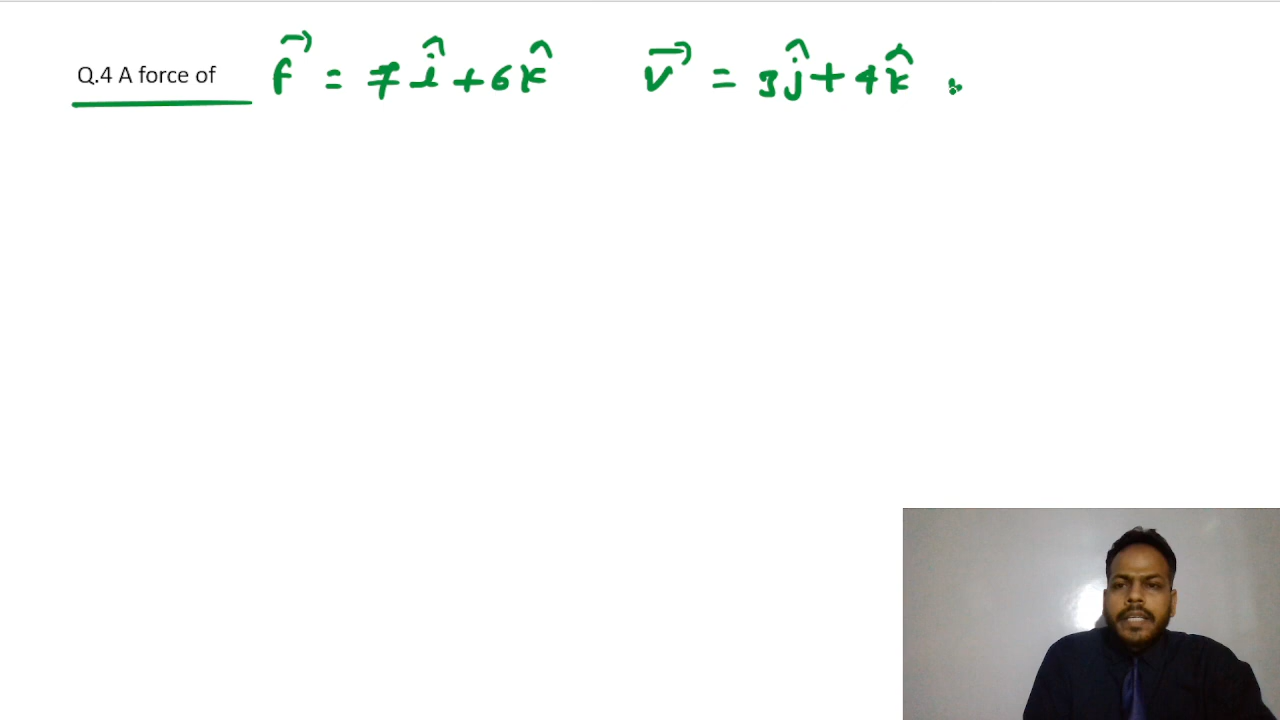 Q.4 A force of f⃗ = 7î + 6k̂ v⃗ = 3ĵ + 4k̂